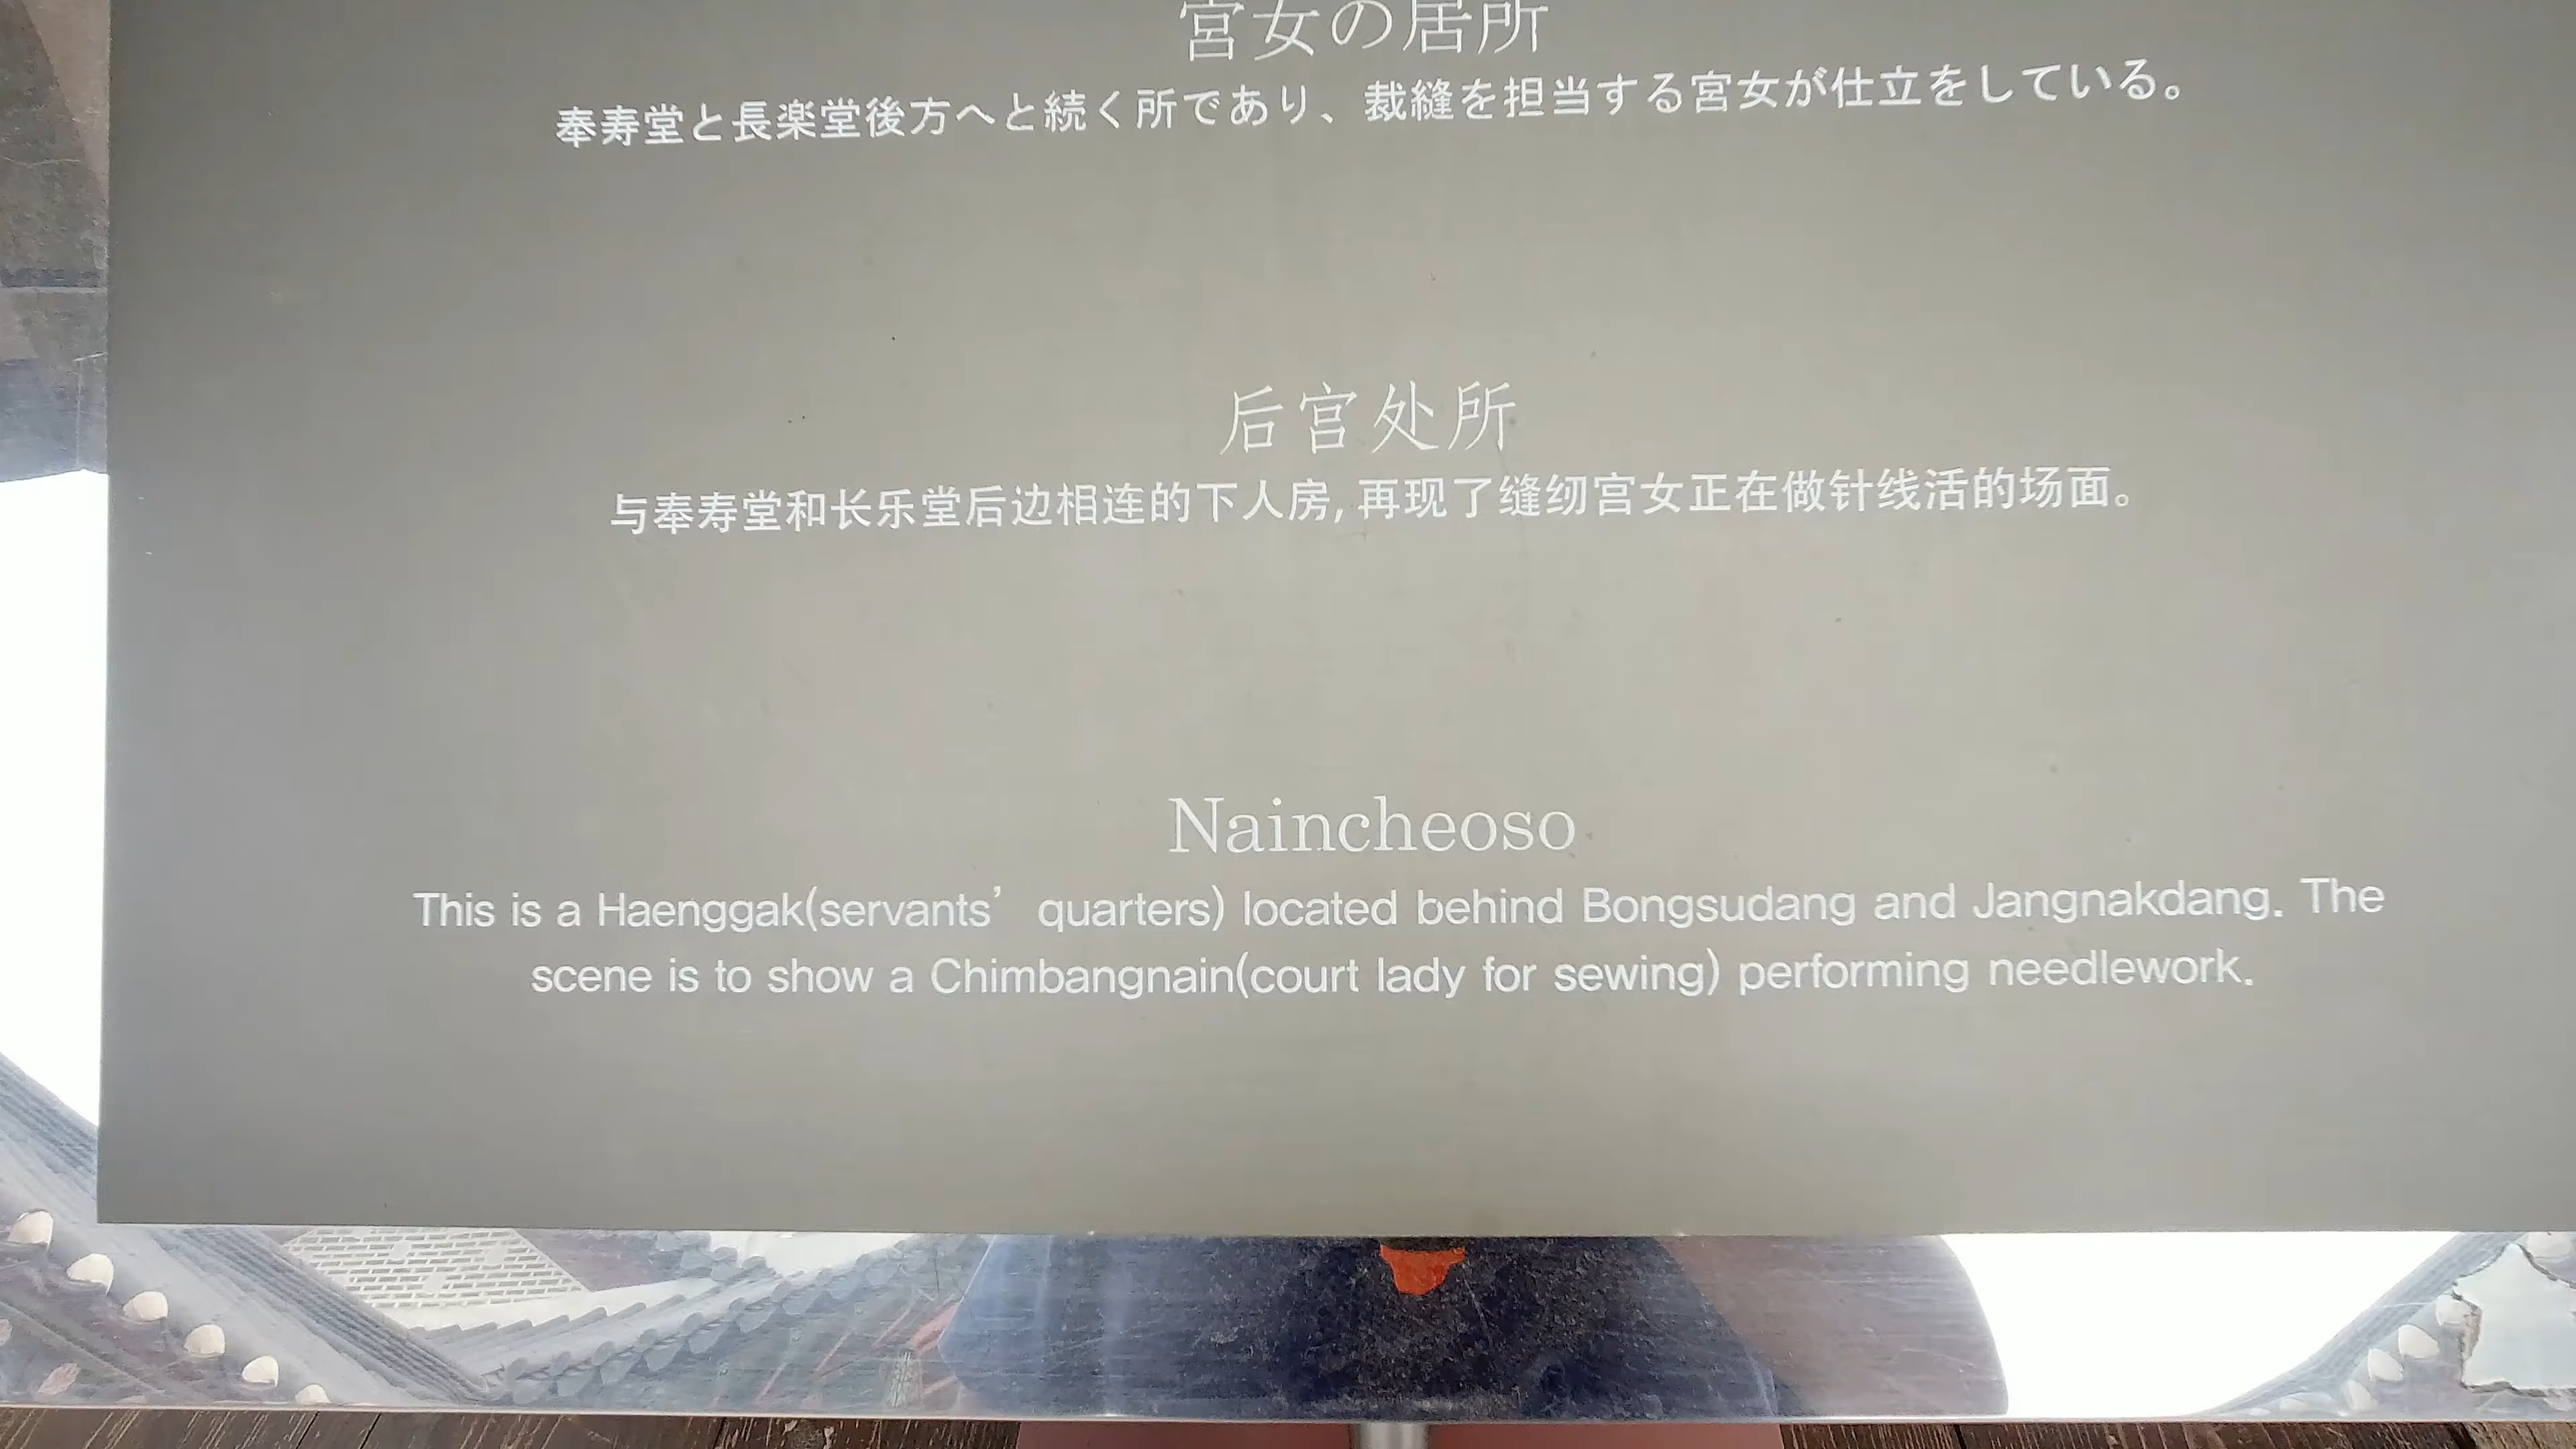 宮女の居所
奉寿堂と長楽堂後方へと続く所であり、裁縫を担当する宮女が仕立をしている。
后宫处所
与奉寿堂和长乐堂后边相连的下人房,再现了缝纫宫女正在做针线活的场面。
Naincheoso
This is a Haenggak(servants’ quarters) located behind Bongsudang and Jangnakdang. The
scene is to show a Chimbangnain(court lady for sewing) performing needlework.